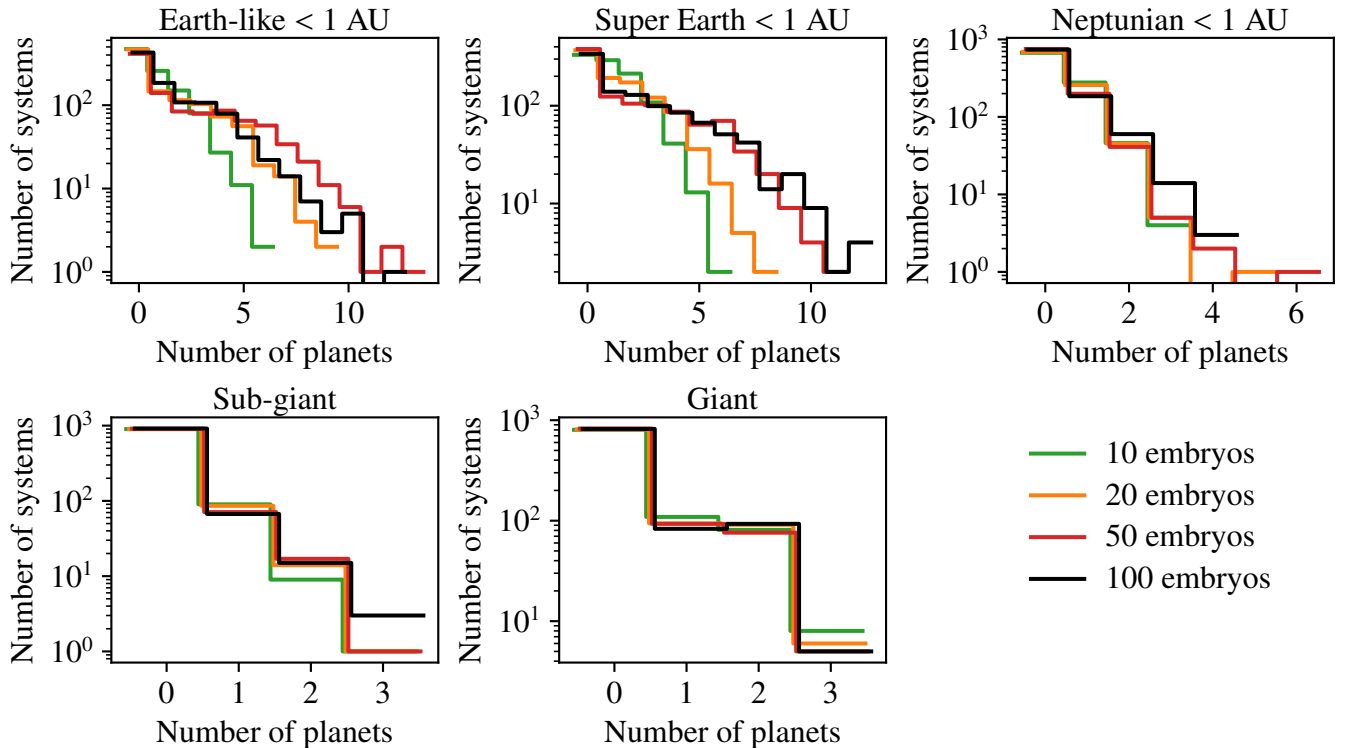 Earth-like < 1 AU
Number of systems
10^2
10^1
10^0
0 5 10
Number of planets
Super Earth < 1 AU
Number of systems
10^2
10^1
0 5 10
Number of planets
Neptunian < 1 AU
Number of systems
10^3
10^2
10^1
10^0
0 2 4 6
Number of planets
Sub-giant
Number of systems
10^3
10^2
10^1
10^0
0 1 2 3
Number of planets
Giant
Number of systems
10^3
10^2
10^1
0 1 2 3
Number of planets
10 embryos
20 embryos
50 embryos
100 embryos